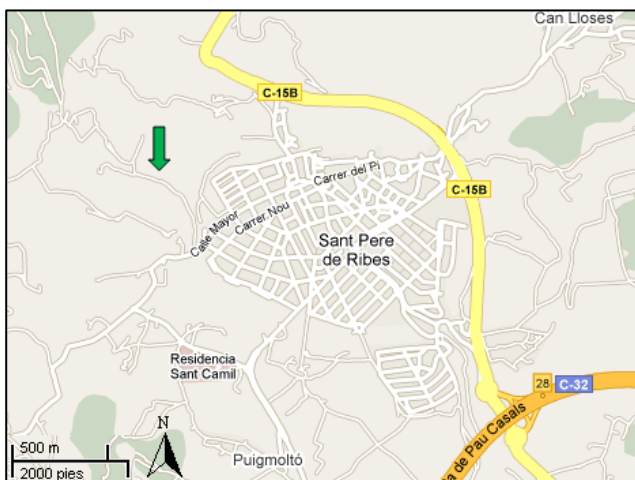 Can Lloses
C-15B
Carrer del Pi
C-15B
Carrer Nou
Calle Mayor
Sant Pere
de Ribes
Residencia
Sant Camil
28
C-32
a de Pau Casals
N
500 m
2000 pies
Puigmoltó